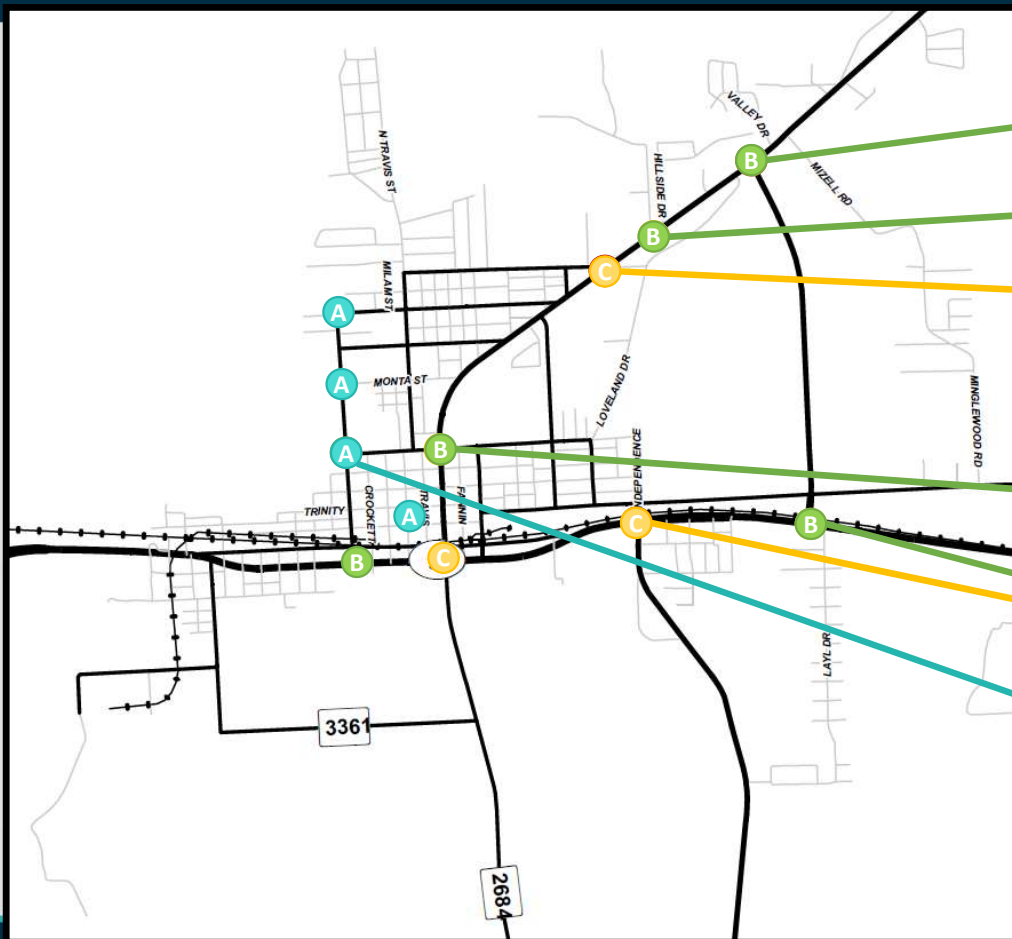 VALLEY DR
B
N TRAVIS ST
HILLSIDE DR
MIZELL RD
B
C
MILAM ST
A
A
MONTA ST
LOVELAND DR
MINGLEWOOD RD
B
A
INDEPENDENCE
CROCKETT
TRAVIS
FANNIN
TRINITY
A
C
B
B
C
LAYL DR
3361
2684